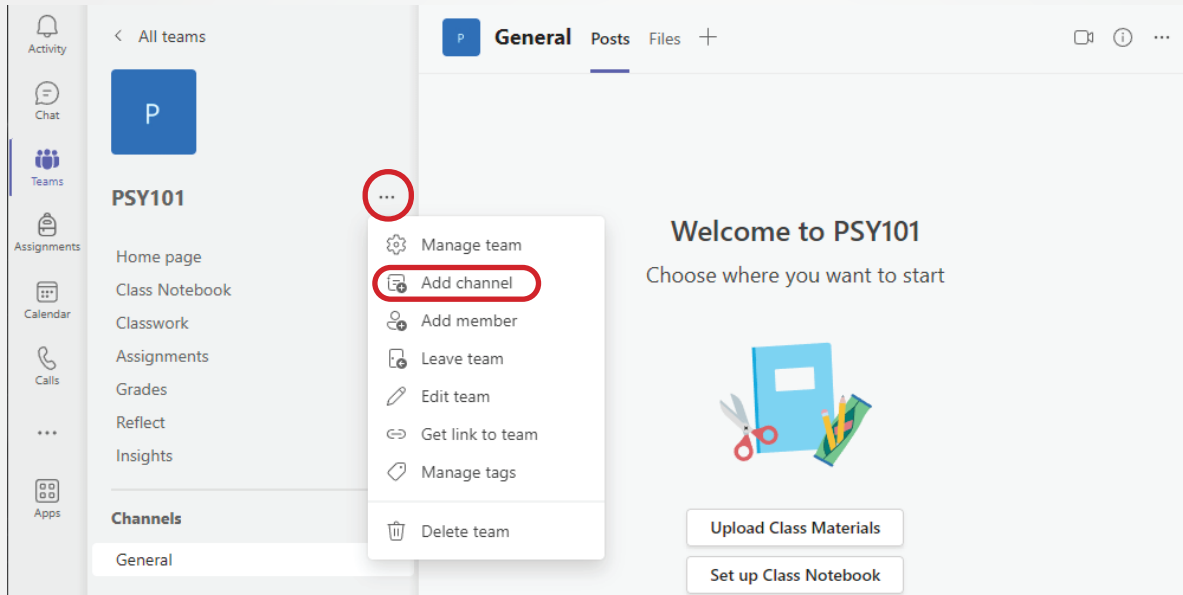 Activity
Chat
Teams
Assignments
Calendar
Calls
Apps
All teams
P
PSY101
Home page
Class Notebook
Classwork
Assignments
Grades
Reflect
Insights
Channels
General
Manage team
Add channel
Add member
Leave team
Edit team
Get link to team
Manage tags
Delete team
P General Posts Files
Welcome to PSY101
Choose where you want to start
Upload Class Materials
Set up Class Notebook